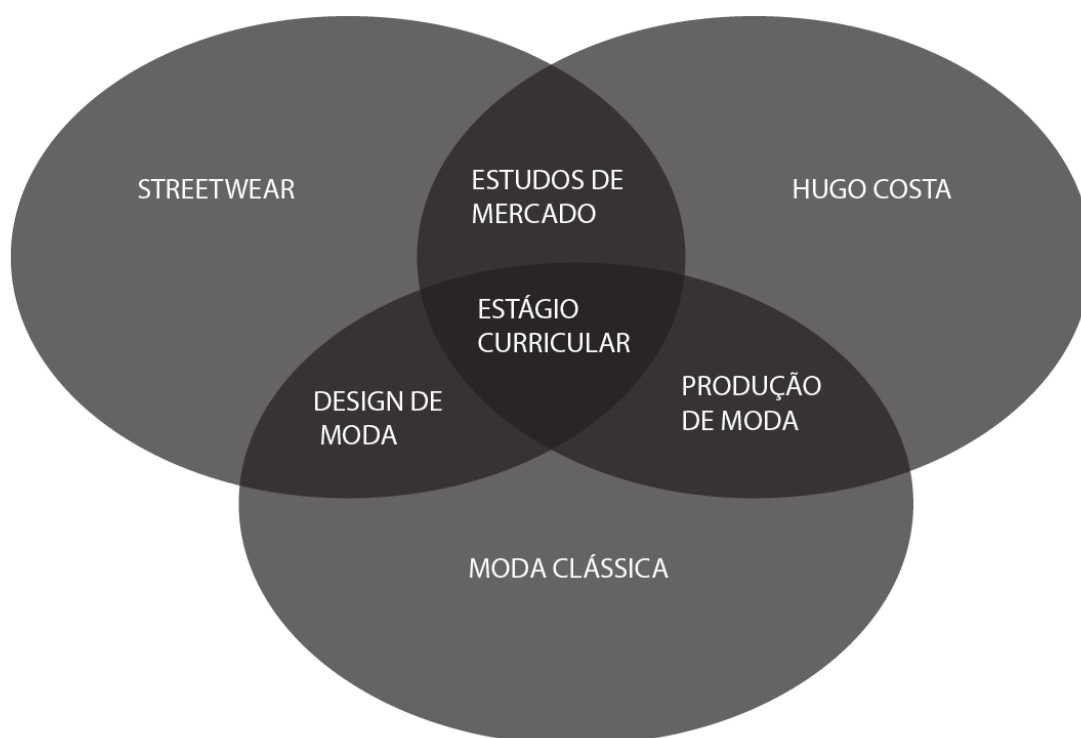 STREETWEAR
ESTUDOS DE
MERCADO
HUGO COSTA
ESTÁGIO
CURRICULAR
DESIGN DE
MODA
PRODUÇÃO
DE MODA
MODA CLÁSSICA